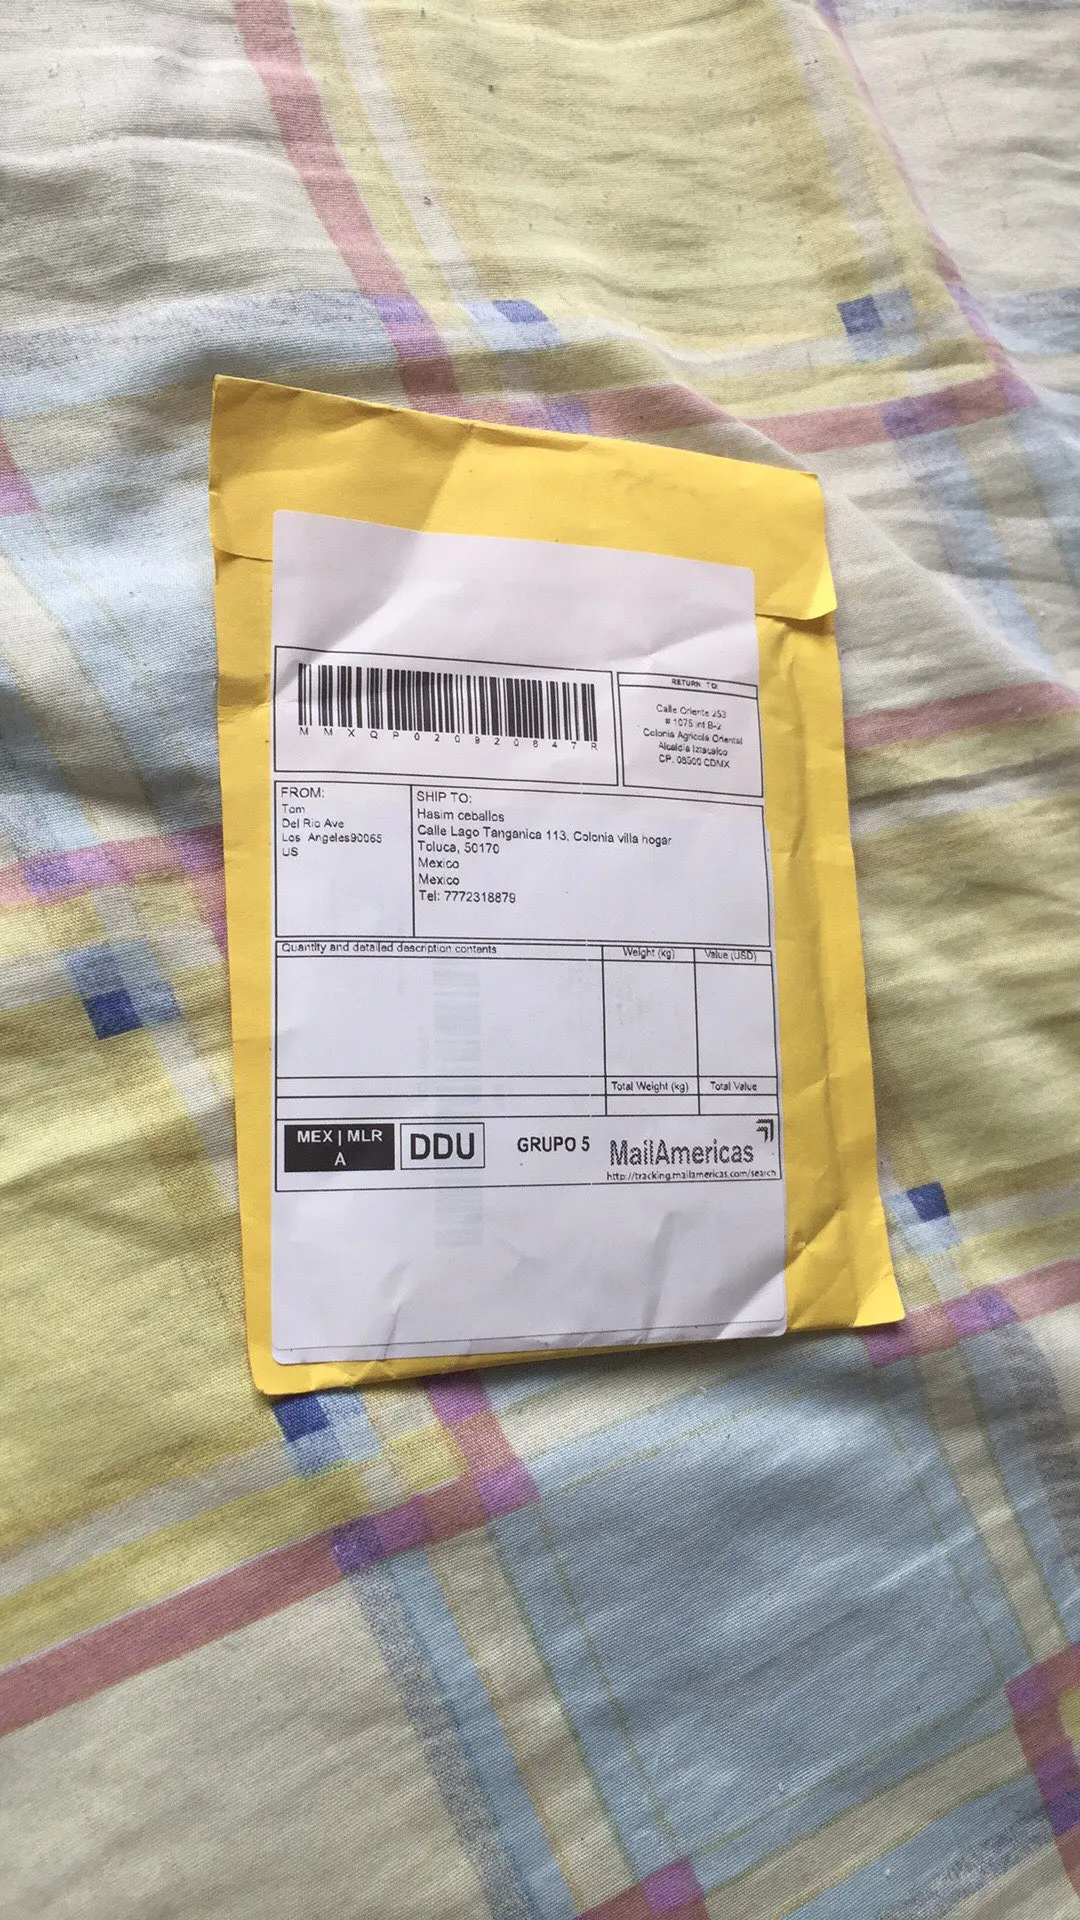 MMXQP020920647R
RETURN TO:
Calle Oriente 253
# 1075 int B-2
Colonia Agricola Oriental
Alcaldia Iztacalco
CP. 08500 CDMX
FROM:
Tom
Del Rio Ave
Los Angeles90065
US
SHIP TO:
Hasim ceballos
Calle Lago Tanganica 113, Colonia villa hogar
Toluca, 50170
Mexico
Mexico
Tel: 7772318879
Quantity and detailed description contents
Weight (kg)
Value (USD)
Total Weight (kg)
Total Value
MEX | MLR
A
DDU
GRUPO 5
MailAmericas
http://tracking.mailamericas.com/search